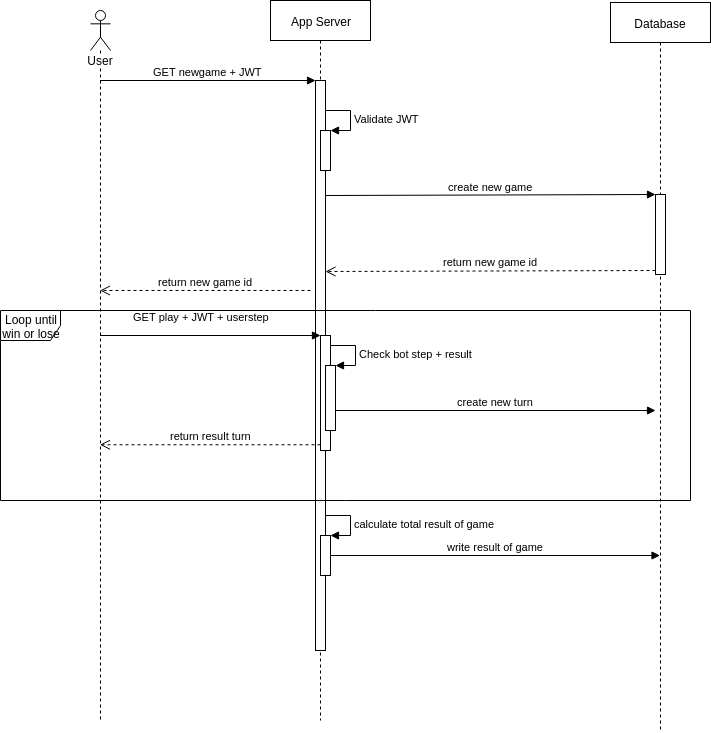 App Server
Database
User
GET newgame + JWT
Validate JWT
create new game
return new game id
return new game id
Loop until
win or lose
GET play + JWT + userstep
Check bot step + result
create new turn
return result turn
calculate total result of game
write result of game